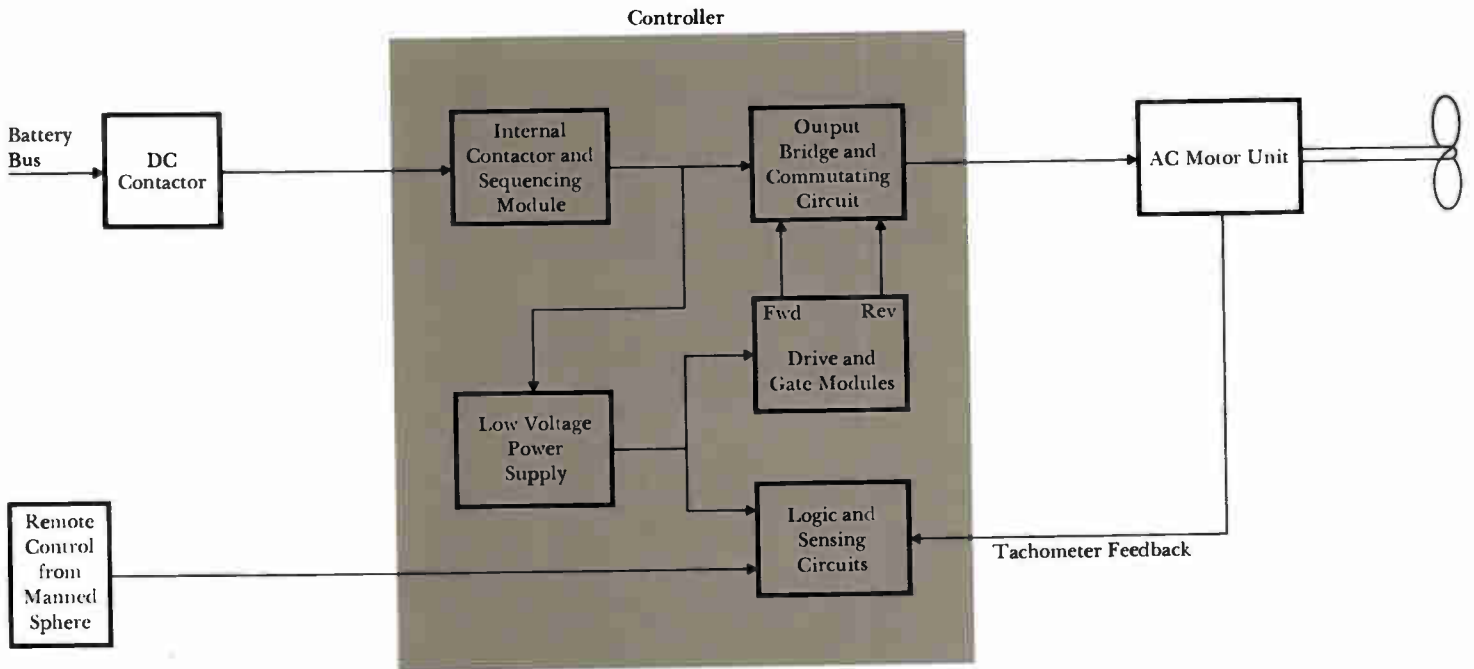 Controller
Battery
Bus
DC
Contactor
Internal
Contactor and
Sequencing
Module
Output
Bridge and
Commutating
Circuit
AC Motor Unit
Fwd
Rev
Drive and
Gate Modules
Low Voltage
Power
Supply
Remote
Control
from
Manned
Sphere
Logic and
Sensing
Circuits
Tachometer Feedback